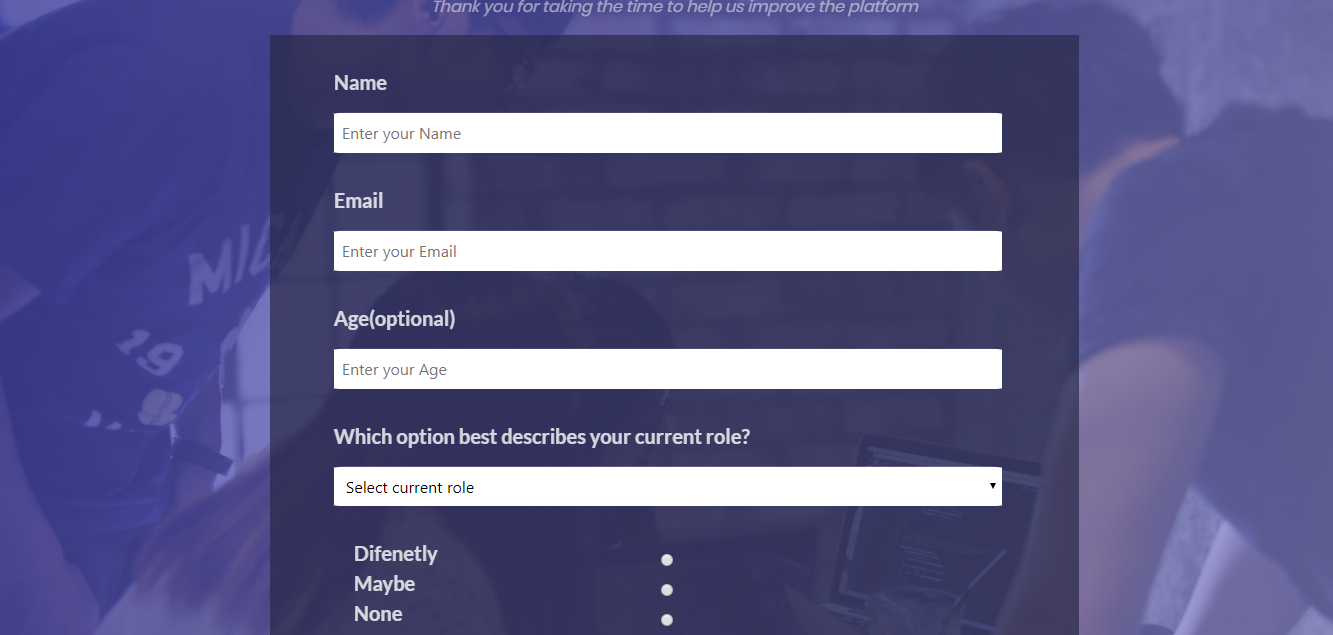 Thank you for taking the time to help us improve the platform
Name
Enter your Name
Email
Enter your Email
Age(optional)
Enter your Age
Which option best describes your current role?
Select current role
Difenetly
Maybe
None
19